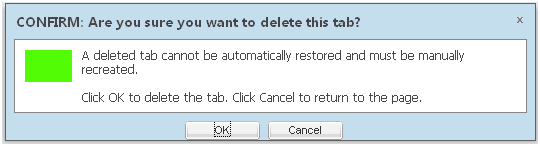 CONFIRM: Are you sure you want to delete this tab? x
A deleted tab cannot be automatically restored and must be manually
recreated.
Click OK to delete the tab. Click Cancel to return to the page.
OK Cancel